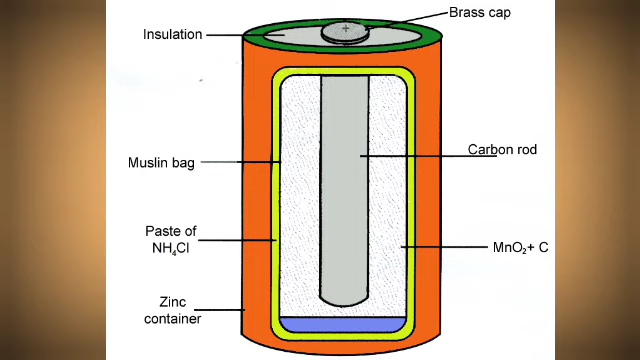 Brass cap
Insulation
Carbon rod
Muslin bag
Paste of
NH₄Cl
MnO₂+ C
Zinc
container
+